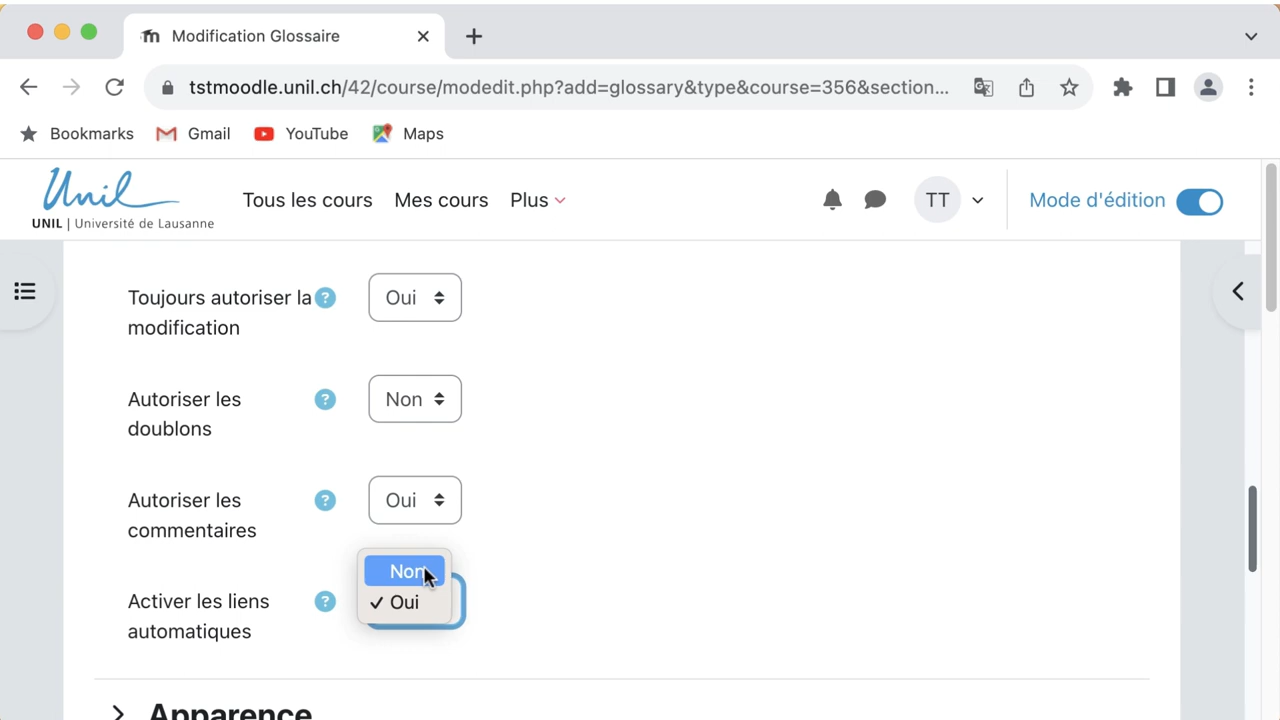 Modification Glossaire
tstmoodle.unil.ch/42/course/modedit.php?add=glossary&type&course=356&section...
Bookmarks Gmail YouTube Maps
Unil
UNIL | Université de Lausanne
Tous les cours Mes cours Plus TT Mode d'édition
Toujours autoriser la ? Oui
modification
Autoriser les ? Non
doublons
Autoriser les ? Oui
commentaires
Non
Activer les liens ? ✓ Oui
automatiques
Apparence